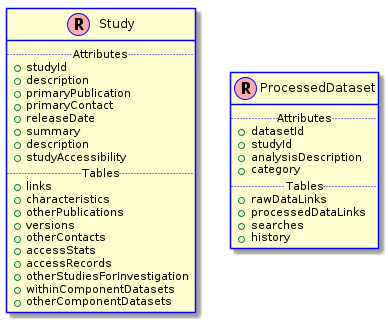 R Study
Attributes
studyId
description
primaryPublication
primaryContact
releaseDate
summary
description
studyAccessibility
Tables
links
characteristics
otherPublications
versions
otherContacts
accessStats
accessRecords
otherStudiesForInvestigation
withinComponentDatasets
otherComponentDatasets
R ProcessedDataset
Attributes
datasetId
studyId
analysisDescription
category
Tables
rawDataLinks
processedDataLinks
searches
history